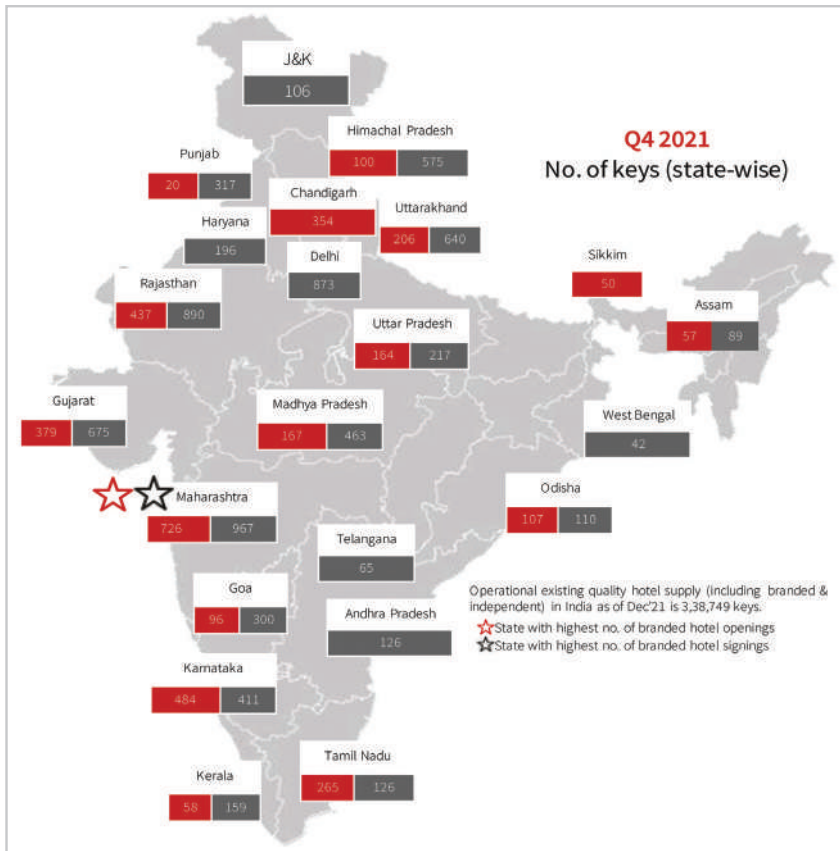 J&K
106
Himachal Pradesh
100 575
Q4 2021
No. of keys (state-wise)
Punjab
20 317
Chandigarh
354
Uttarakhand
206 640
Haryana
196
Delhi
873
Sikkim
50
Rajasthan
437 890
Assam
57 89
Uttar Pradesh
164 217
Gujarat
379 675
Madhya Pradesh
167 463
West Bengal
42
Maharashtra
726 967
Odisha
107 110
Telangana
65
Goa
96 300
Andhra Pradesh
126
Operational existing quality hotel supply (including branded &
independent) in India as of Dec'21 is 3,38,749 keys.
State with highest no. of branded hotel openings
State with highest no. of branded hotel signings
Karnataka
484 411
Tamil Nadu
265 126
Kerala
58 159